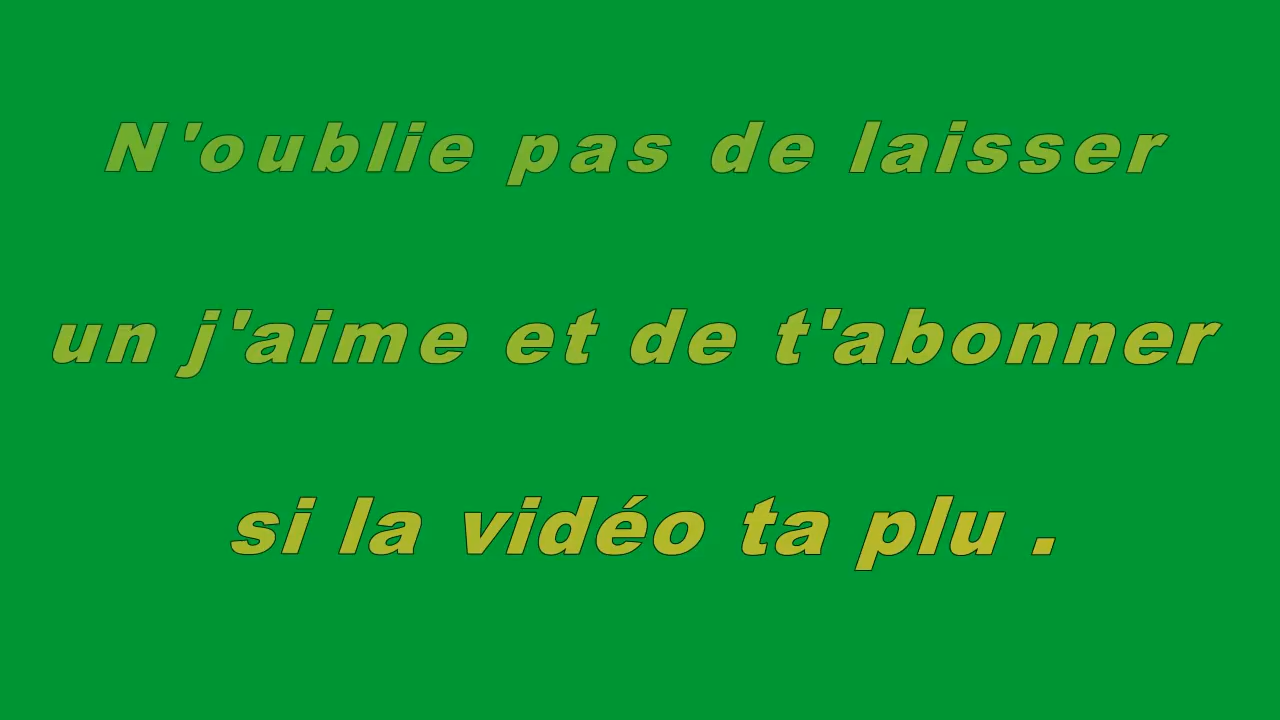 N'oublie pas de laisser
un j'aime et de t'abonner
si la vidéo ta plu .